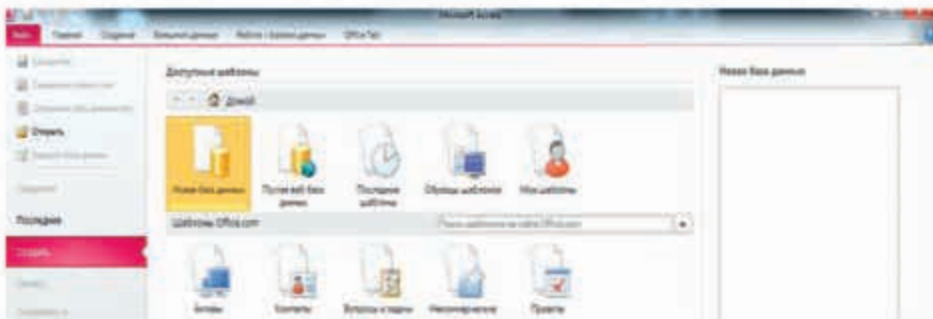 Microsoft Access
Файл Главная Создание Внешние данные Работа с базами данных Office Tab
Сохранить
Открыть
Последние
Создать
Доступные шаблоны
Домой
Новая база данных
Пустая веб-база данных
Последние шаблоны
Образцы шаблонов
Мои шаблоны
Шаблоны Office.com
Поиск шаблонов на сайте Office.com
Активы
Контакты
Вопросы и задачи
Некоммерческие
Проекты
Новая база данных